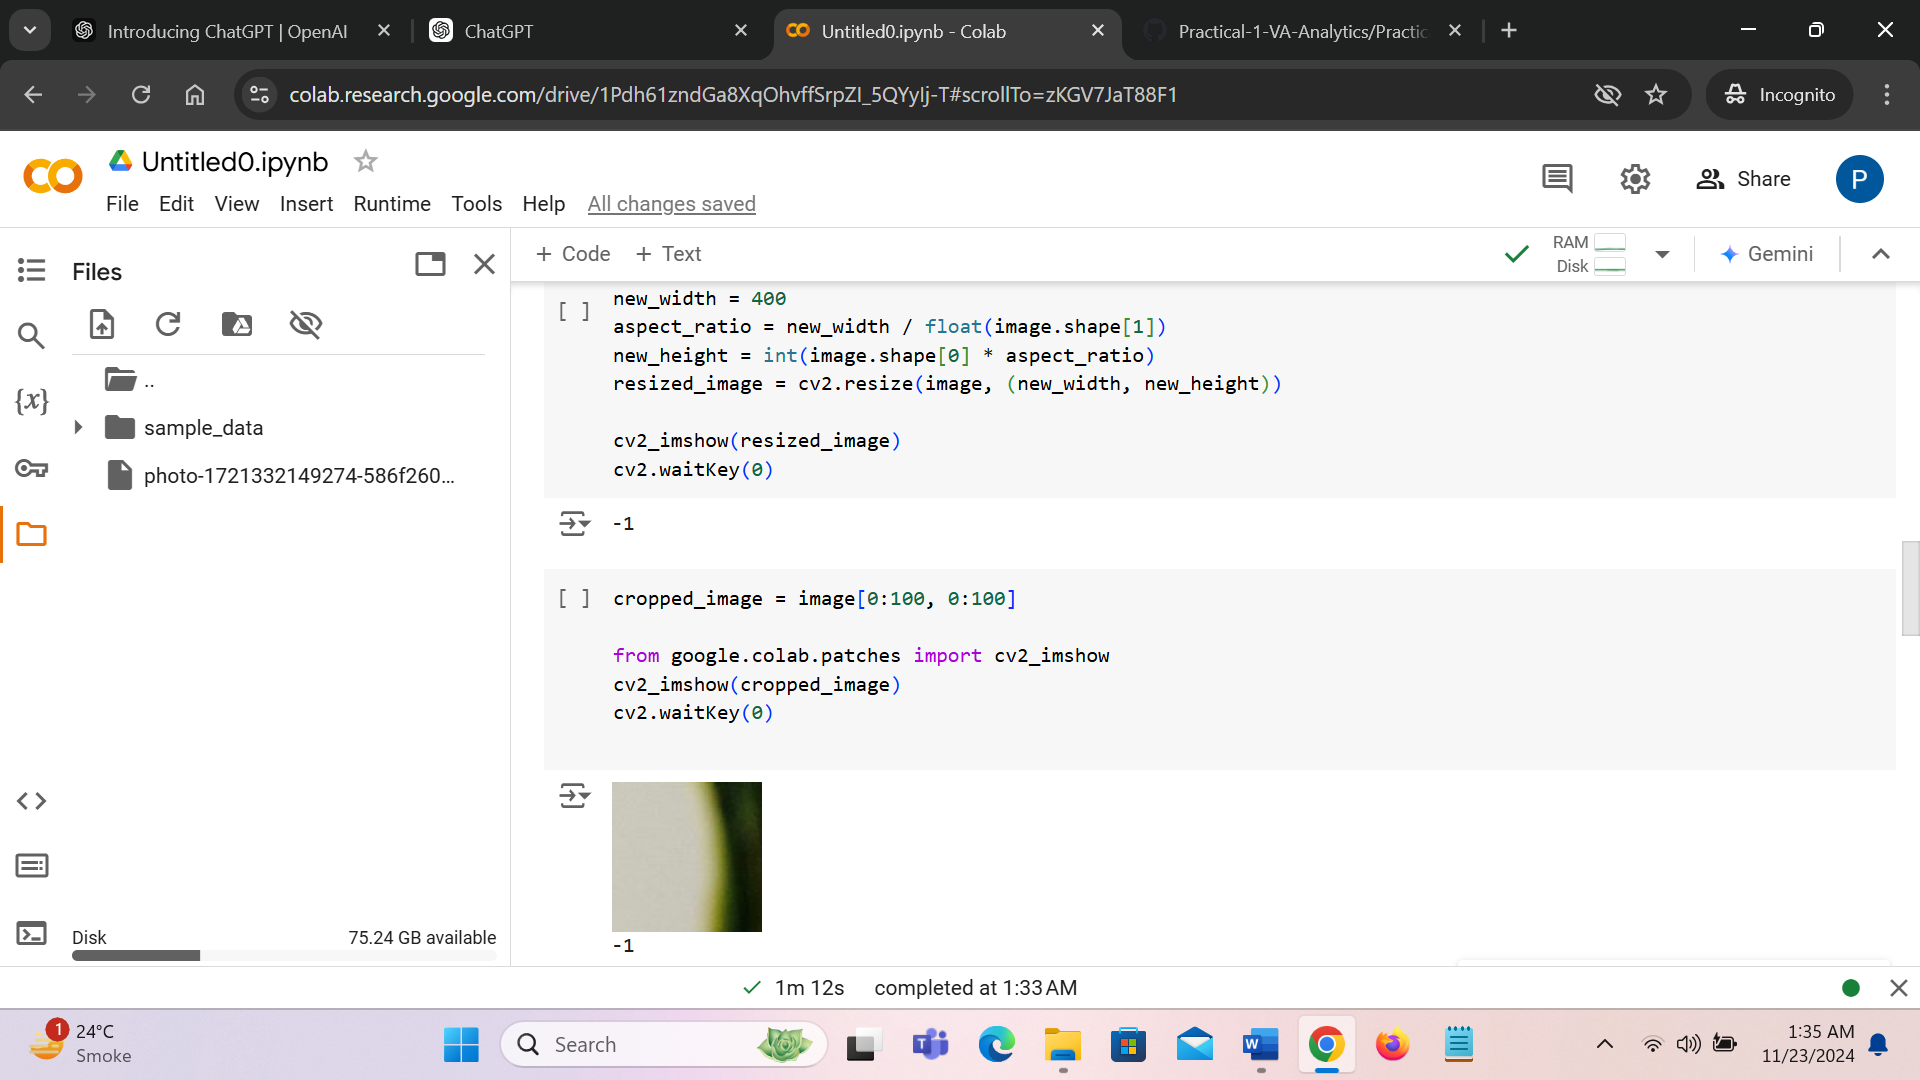 Introducing ChatGPT | OpenAI
ChatGPT
Untitled0.ipynb - Colab
Practical-1-VA-Analytics/Practic
colab.research.google.com/drive/1Pdh61zndGa8XqOhvffSrpZI_5QYylj-T#scrollTo=zKGV7JaT88F1
Incognito
Untitled0.ipynb
File Edit View Insert Runtime Tools Help All changes saved
Share
P
Files
+ Code + Text
RAM
Disk
Gemini
..
sample_data
photo-1721332149274-586f260...
{x}
Disk 75.24 GB available
[ ] new_width = 400
aspect_ratio = new_width / float(image.shape[1])
new_height = int(image.shape[0] * aspect_ratio)
resized_image = cv2.resize(image, (new_width, new_height))
cv2_imshow(resized_image)
cv2.waitKey(0)
-1
[ ] cropped_image = image[0:100, 0:100]
from google.colab.patches import cv2_imshow
cv2_imshow(cropped_image)
cv2.waitKey(0)
-1
1m 12s completed at 1:33 AM
1
24°C
Smoke
Search
1:35 AM
11/23/2024